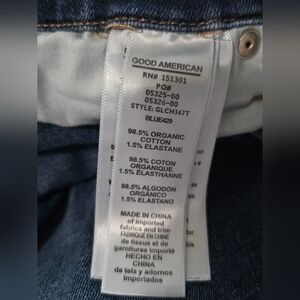 GOOD AMERICAN
RN# 151301
PO#
05325-00
05326-00
STYLE: GLCH367T
BLUE429
98.5% ORGANIC
COTTON
1.5% ELASTANE
98.5% COTON
ORGANIQUE
1.5% ÉLASTHANNE
98.5% ALGODÓN
ORGÁNICO
1.5% ELASTANO
MADE IN CHINA
of imported
fabrics and trim
FABRIQUÉ EN CHINE
de tissus et de
garnitures importés
HECHO EN
CHINA
de tela y adornos
importados